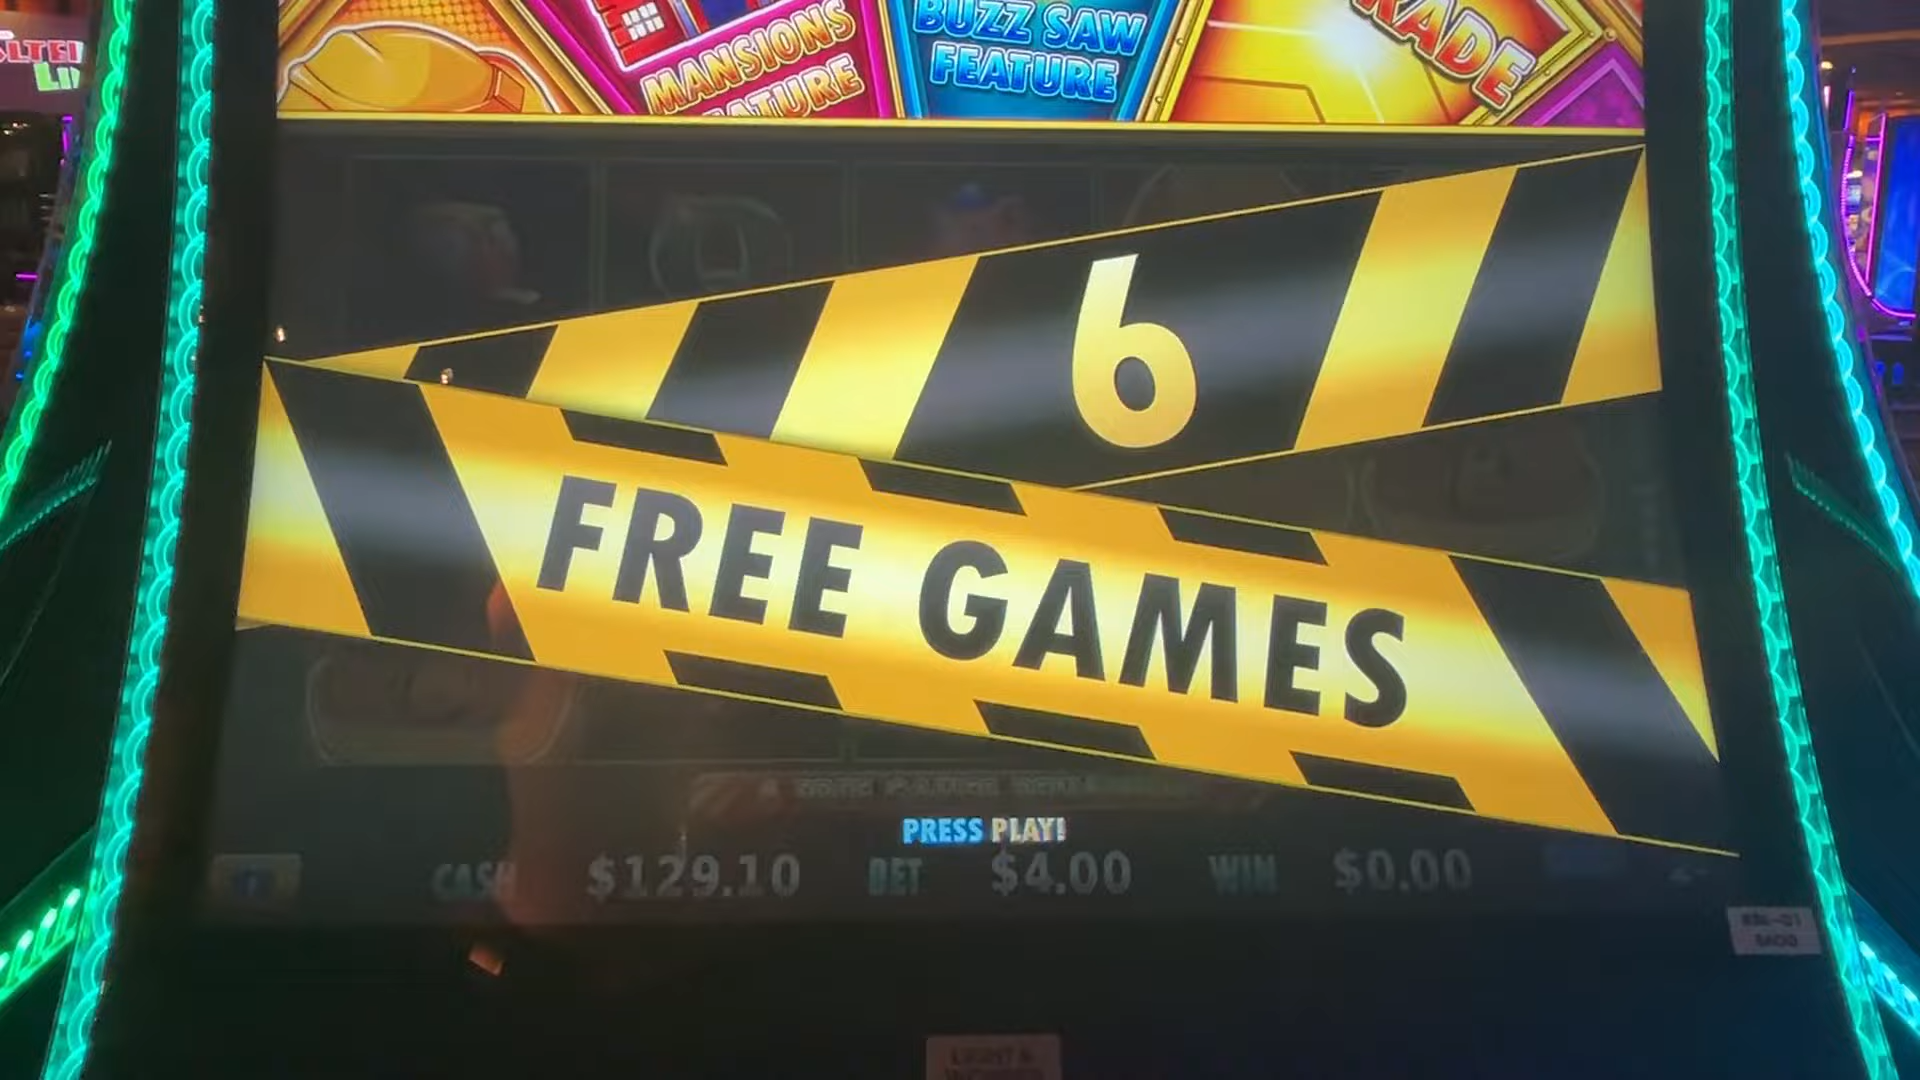 MANSIONS
FEATURE
BUZZ SAW
FEATURE
6
FREE GAMES
PRESS PLAY!
CASH $129.10 BET $4.00 WIN $0.00